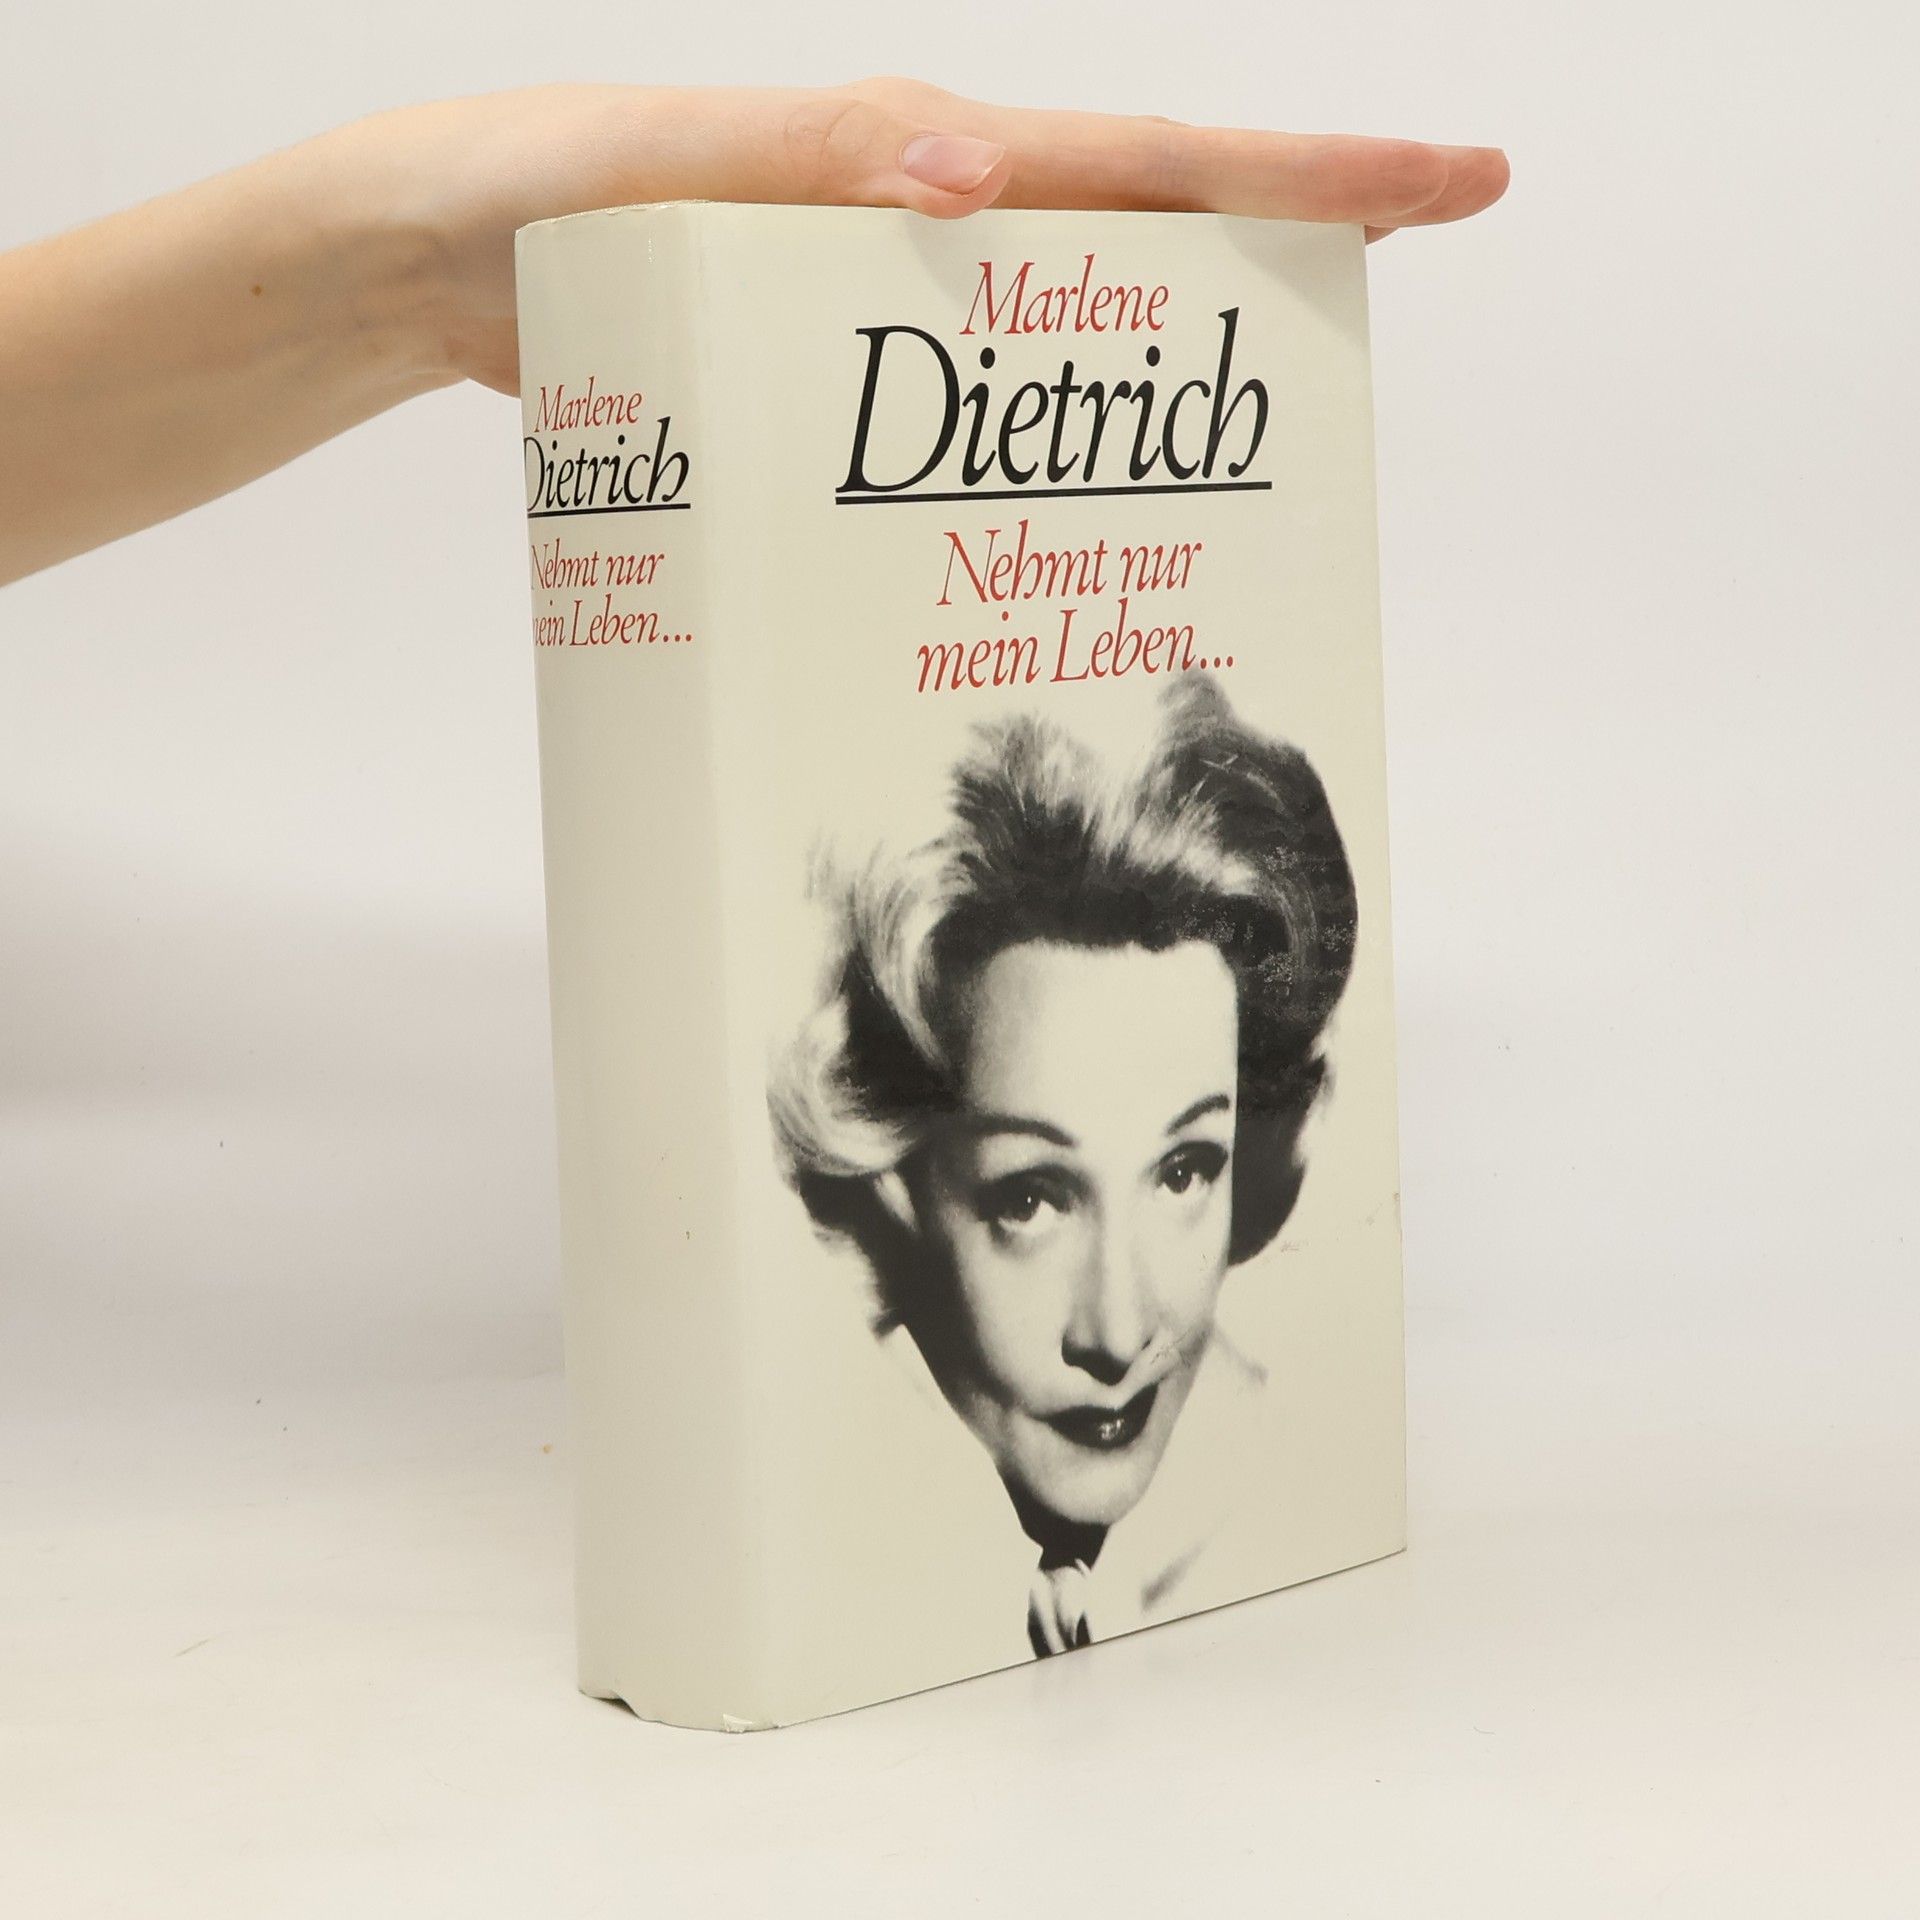 Marlene
Dietrich
Nehmt nur
mein Leben...
Marlene
Dietrich
Nehmt nur
mein Leben...